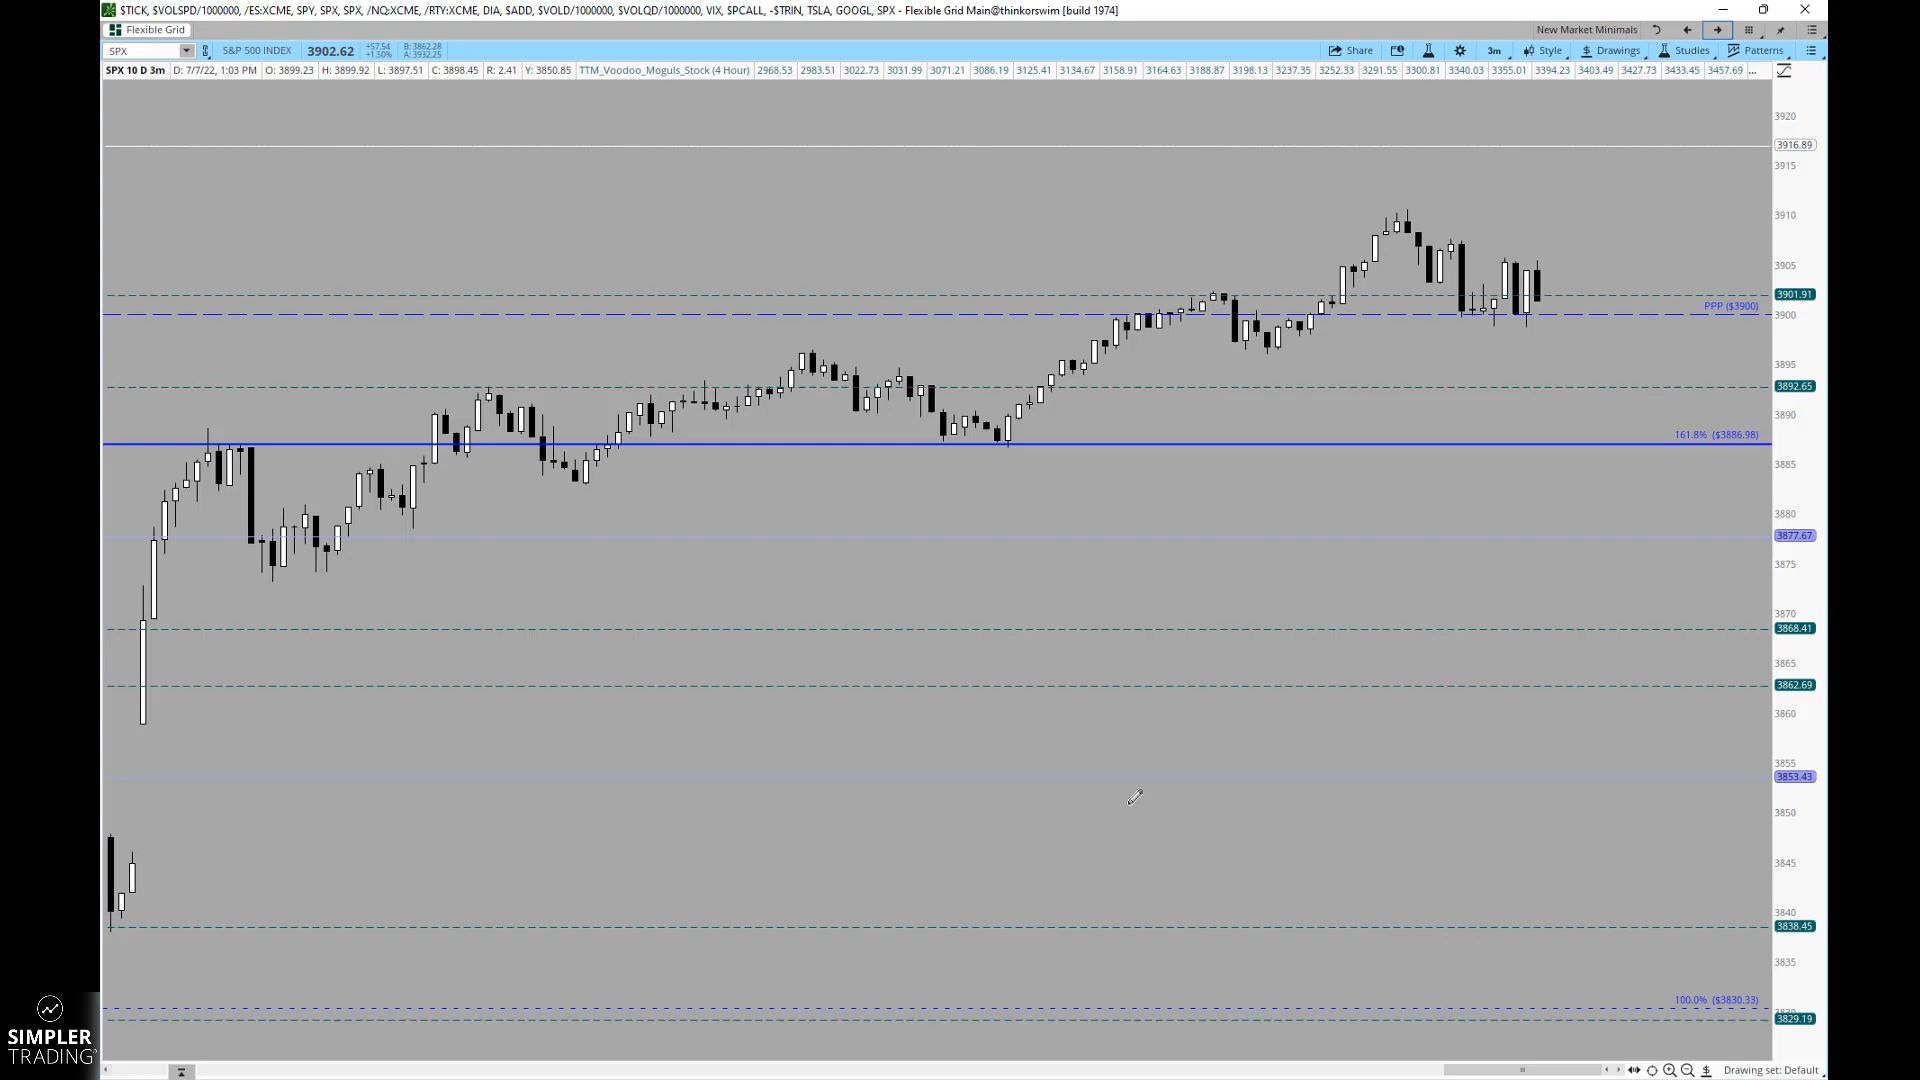 $TICK, $VOLSPD/1000000, /ES:XCME, SPY, SPX, SPX, /NQ:XCME, /RTY:XCME, DIA, $ADD, $VOLD/1000000, $VOLQD/1000000, VIX, $PCALL, -$TRIN, TSLA, GOOGL, SPX - Flexible Grid Main@thinkorswim [build 1974]
Flexible Grid
New Market Minimals
SPX
S&P 500 INDEX
3902.62
+57.54
+1.50%
B: 3862.28
A: 3932.25
Share
3m
Style
Drawings
Studies
Patterns
SPX 10 D 3m
D: 7/7/22, 1:03 PM
O: 3899.23
H: 3899.92
L: 3897.51
C: 3898.45
R: 2.41
Y: 3850.85
TTM_Voodoo_Moguls_Stock (4 Hour)
2968.53
2983.51
3022.73
3031.99
3071.21
3086.19
3125.41
3134.67
3158.91
3164.63
3188.87
3198.13
3237.35
3252.33
3291.55
3300.81
3340.03
3355.01
3394.23
3403.49
3427.73
3433.45
3457.69
...
3920
3916.89
3915
3910
3905
3901.91
PPP ($3900)
3900
3895
3892.65
3890
161.8% ($3886.98)
3885
3880
3877.67
3875
3870
3868.41
3865
3862.69
3860
3855
3853.43
3850
3845
3840
3838.45
3835
100.0% ($3830.33)
3829.19
SIMPLER
TRADING
Drawing set: Default